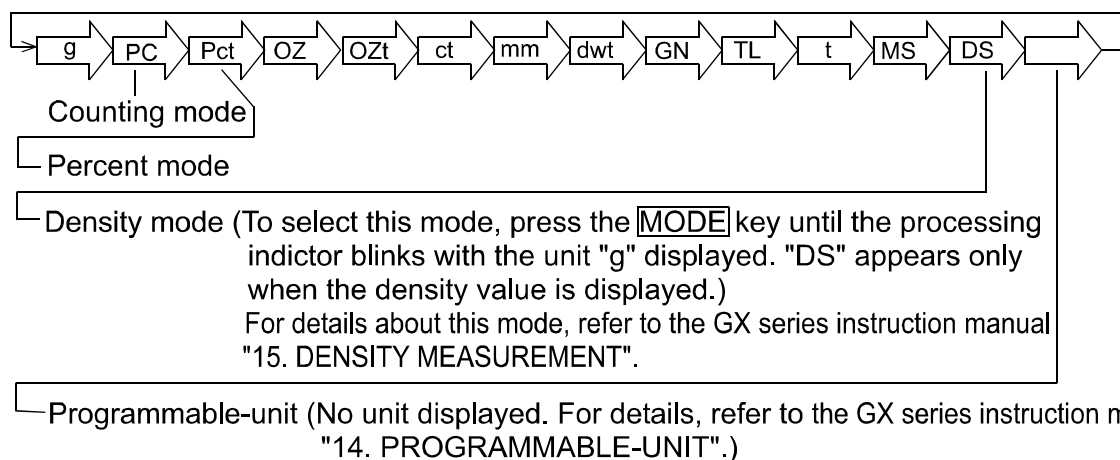 g PC Pct OZ OZt ct mm dwt GN TL t MS DS
Counting mode
Percent mode
Density mode (To select this mode, press the MODE key until the processing
indictor blinks with the unit "g" displayed. "DS" appears only
when the density value is displayed.)
For details about this mode, refer to the GX series instruction manual
"15. DENSITY MEASUREMENT".
Programmable-unit (No unit displayed. For details, refer to the GX series instruction
"14. PROGRAMMABLE-UNIT".)